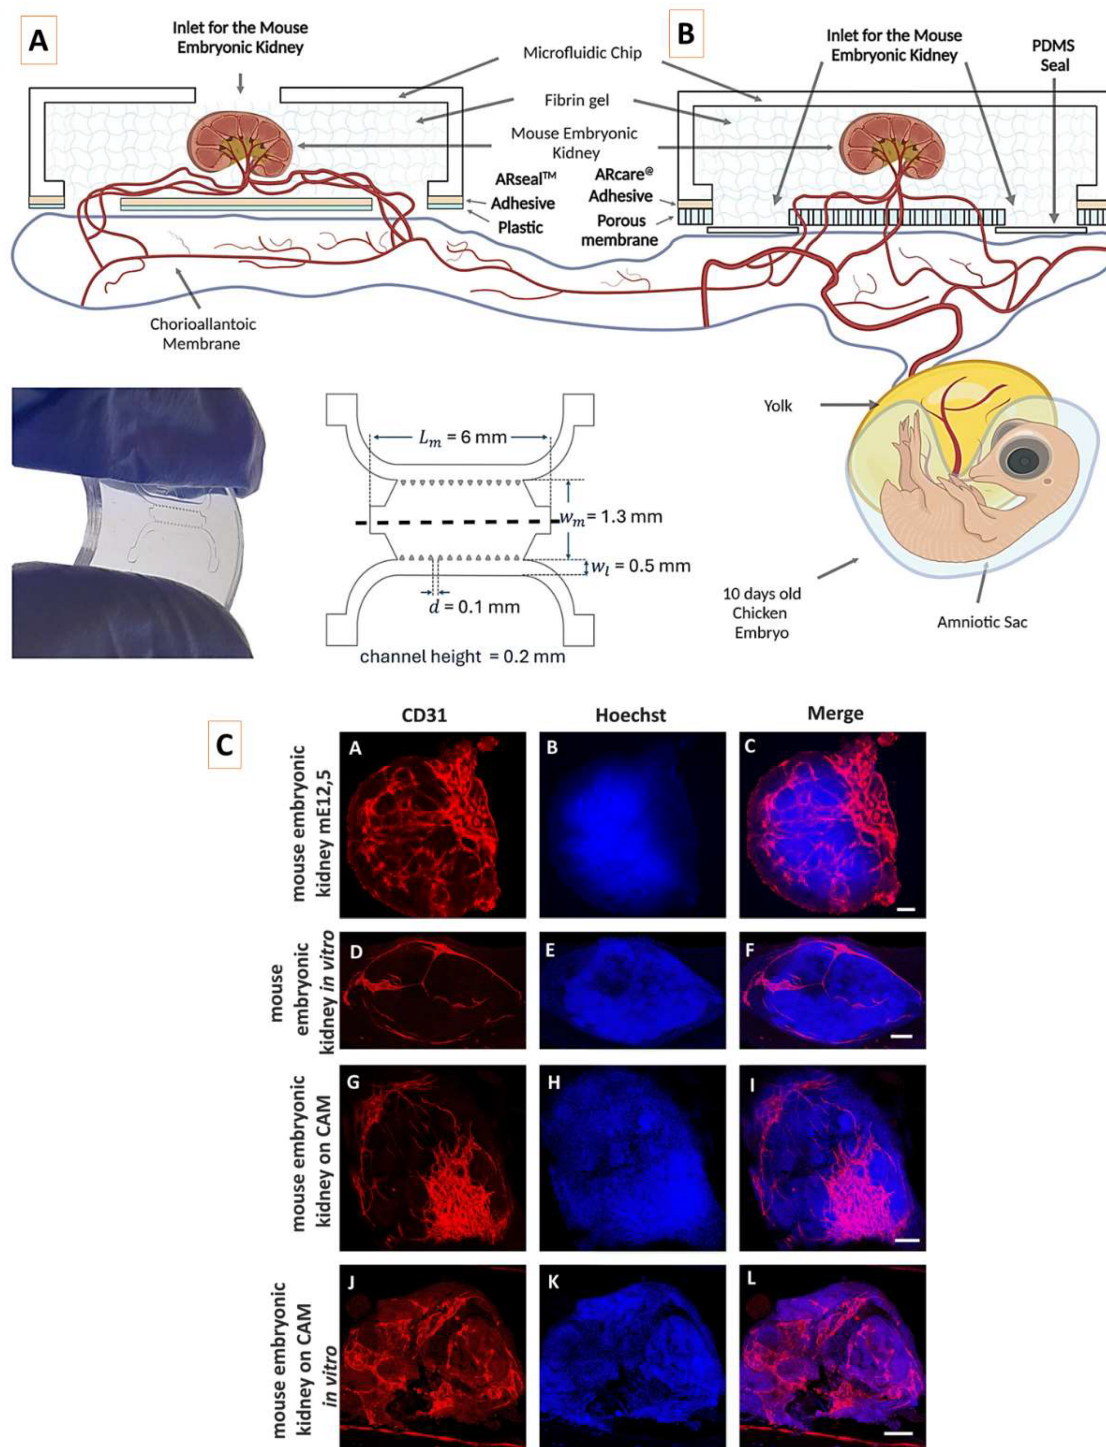 A
Inlet for the Mouse
Embryonic Kidney
Microfluidic Chip
Fibrin gel
Mouse Embryonic
Kidney
ARseal™
Adhesive
Plastic
Chorioallantoic
Membrane
B
Inlet for the Mouse
Embryonic Kidney
PDMS
Seal
ARcare®
Adhesive
Porous
membrane
Yolk
10 days old
Chicken
Embryo
Amniotic Sac
L_m = 6 mm
w_m = 1.3 mm
w_l = 0.5 mm
d = 0.1 mm
channel height = 0.2 mm
C
CD31 Hoechst Merge
mouse embryonic
kidney mE12,5
A B C
mouse
embryonic
kidney in vitro
D E F
mouse embryonic
kidney on CAM
G H I
mouse embryonic
kidney on CAM
in vitro
J K L